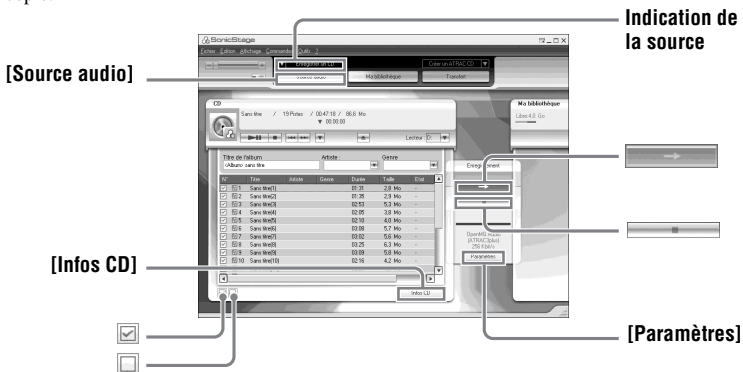 Indication de
la source
SonicStage
Fichier Edition Affichage Commandes Outils ?
Enregistrer un CD
Créer un ATRAC CD
[Source audio]
Source audio
Ma bibliothèque
Transfert
CD
Sans titre / 19 Pistes / 00:47:18 / 86,6 Mo
00:00:00
Lecteur D:
Ma bibliothèque
Libre:4,0 Go
Titre de l'album
Artiste :
Genre
<Album> sans titre
Enregistrement
N° Titre Artiste Genre Durée Taille Etat
1 Sans titre(1) 01:31 2,8 Mo -
2 Sans titre(2) 01:35 2,9 Mo -
3 Sans titre(3) 02:53 5,3 Mo -
4 Sans titre(4) 02:05 3,8 Mo -
5 Sans titre(5) 02:10 4,0 Mo -
6 Sans titre(6) 03:08 5,7 Mo -
7 Sans titre(7) 03:02 5,6 Mo -
8 Sans titre(8) 03:25 6,3 Mo -
9 Sans titre(9) 03:09 5,8 Mo -
10 Sans titre(10) 02:16 4,2 Mo -
OpenMG Audio
(ATRAC3plus)
256 Kbit/s
Paramètres
[Infos CD]
Infos CD
[Paramètres]